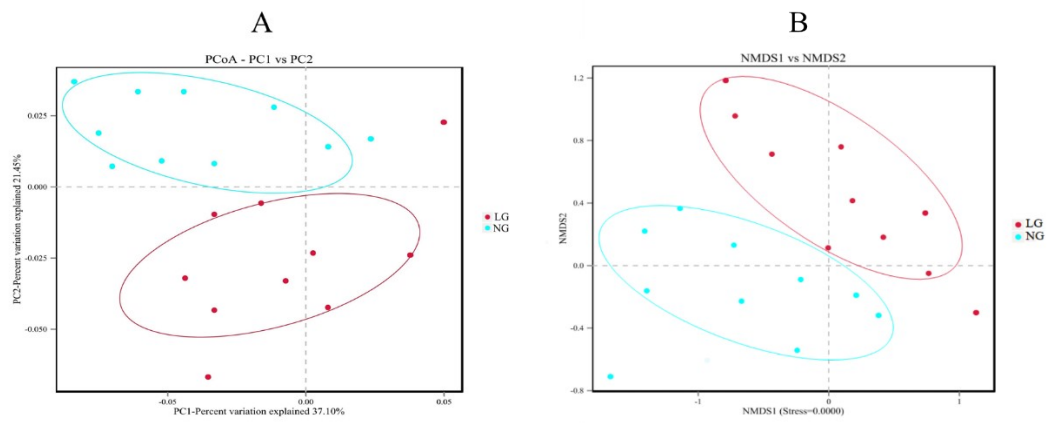 A
PCoA - PC1 vs PC2
PC2-Percent variation explained 21.45%
0.025
0.000
-0.025
-0.050
-0.05
0.00
0.05
PC1-Percent variation explained 37.10%
LG
NG
B
NMDS1 vs NMDS2
NMDS2
1.2
0.8
0.4
0.0
-0.4
-0.8
-1
0
1
NMDS1 (Stress=0.0000)
LG
NG